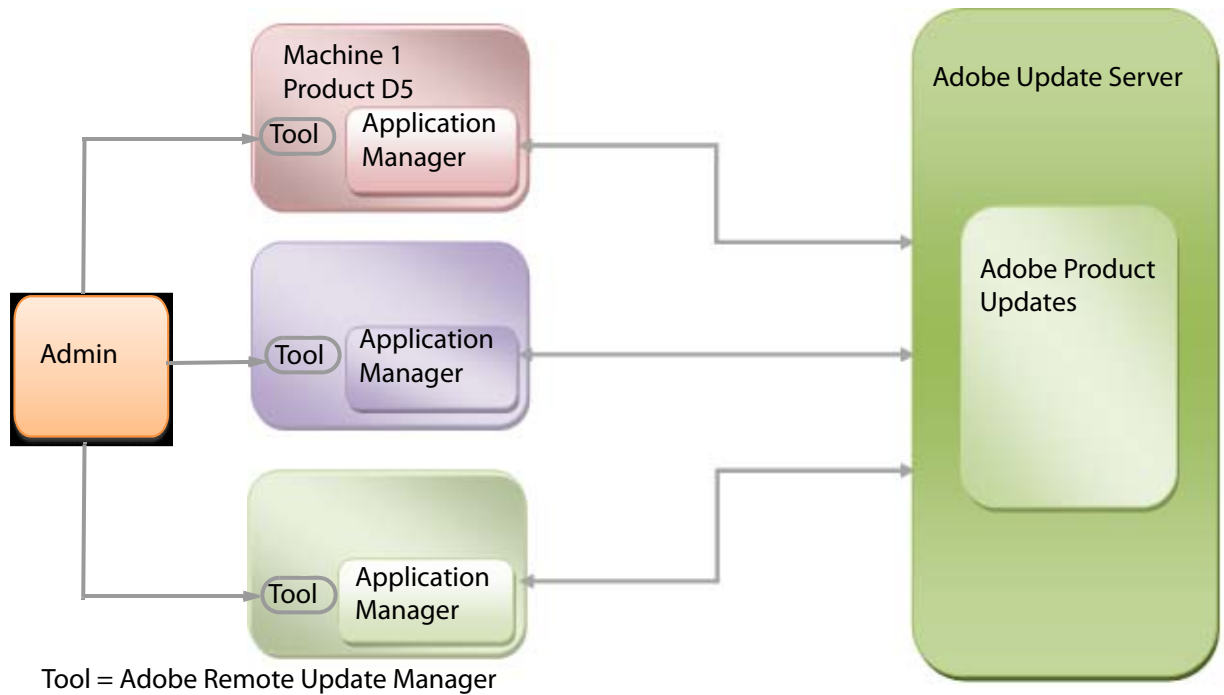 Machine 1
Product D5
Tool
Application
Manager
Adobe Update Server
Admin
Tool
Application
Manager
Adobe Product
Updates
Tool
Application
Manager
Tool = Adobe Remote Update Manager